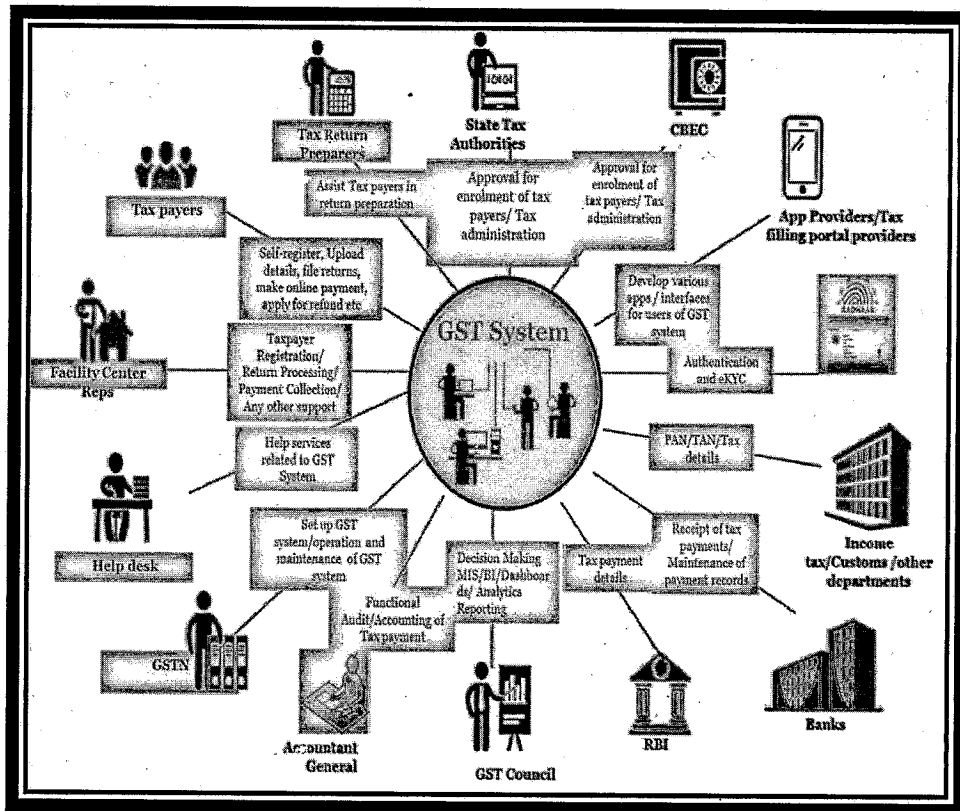 Tax Return
Preparers
State Tax
Authorities
CBEC
Assist Tax payers in
return preparation
Approval for
enrolment of tax
payers/ Tax
administration
Approval for
enrolment of
tax payers/ Tax
administration
App Providers/Tax
filling portal providers
Tax payers
Self-register, Upload
details, file returns,
make online payment,
apply for refund etc
Develop various
apps / interfaces
for users of GST
system
AADHAAR
GST System
Facility Center
Reps
Taxpayer
Registration/
Return Processing/
Payment Collection/
Any other support
Authentication
and eKYC
Help services
related to GST
System
PAN/TAN/Tax
details
Help desk
Income
tax/Customs /other
departments
Set up GST
system/operation and
maintenance of GST
system
Functional
Audit/Accounting of
Tax payment
Decision Making
MIS/BI/Dashboar
ds/ Analytics
Reporting
Tax payment
details
Receipt of tax
payments/
Maintenance of
payment records
GSTN
Accountant
General
GST Council
RBI
Banks